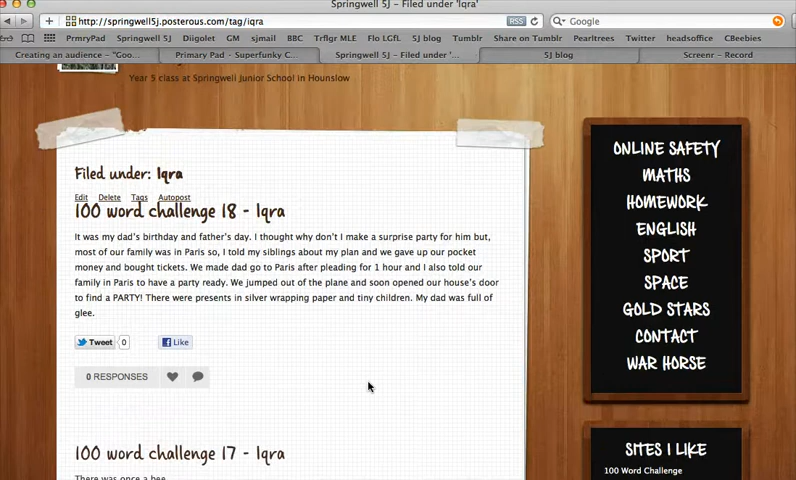 Springwell 5J - Filed under 'Iqra'
http://springwell5j.posterous.com/tag/iqra
RSS
Google
PrmryPad Springwell 5J Diigolet GM sjmail BBC Trflgr MLE Flo LGFL 5J blog Tumblr Share on Tumblr Pearltrees Twitter headsoffice CBeebies
Creating an audience – "Goo... Primary Pad – Superfunky C... Springwell 5J – Filed under '... 5J blog Screenr – Record
Year 5 class at Springwell Junior School in Hounslow
Filed under: Iqra
Edit Delete Tags Autopost
100 word challenge 18 - Iqra
It was my dad's birthday and father's day. I thought why don't I make a surprise party for him but,
most of our family was in Paris so, I told my siblings about my plan and we gave up our pocket
money and bought tickets. We made dad go to Paris after pleading for 1 hour and I also told our
family in Paris to have a party ready. We jumped out of the plane and soon opened our house's door
to find a PARTY! There were presents in silver wrapping paper and tiny children. My dad was full of
glee.
Tweet 0 Like
0 RESPONSES
100 word challenge 17 - Iqra
There was once a bee
ONLINE SAFETY
MATHS
HOMEWORK
ENGLISH
SPORT
SPACE
GOLD STARS
CONTACT
WAR HORSE
SITES I LIKE
100 Word Challenge